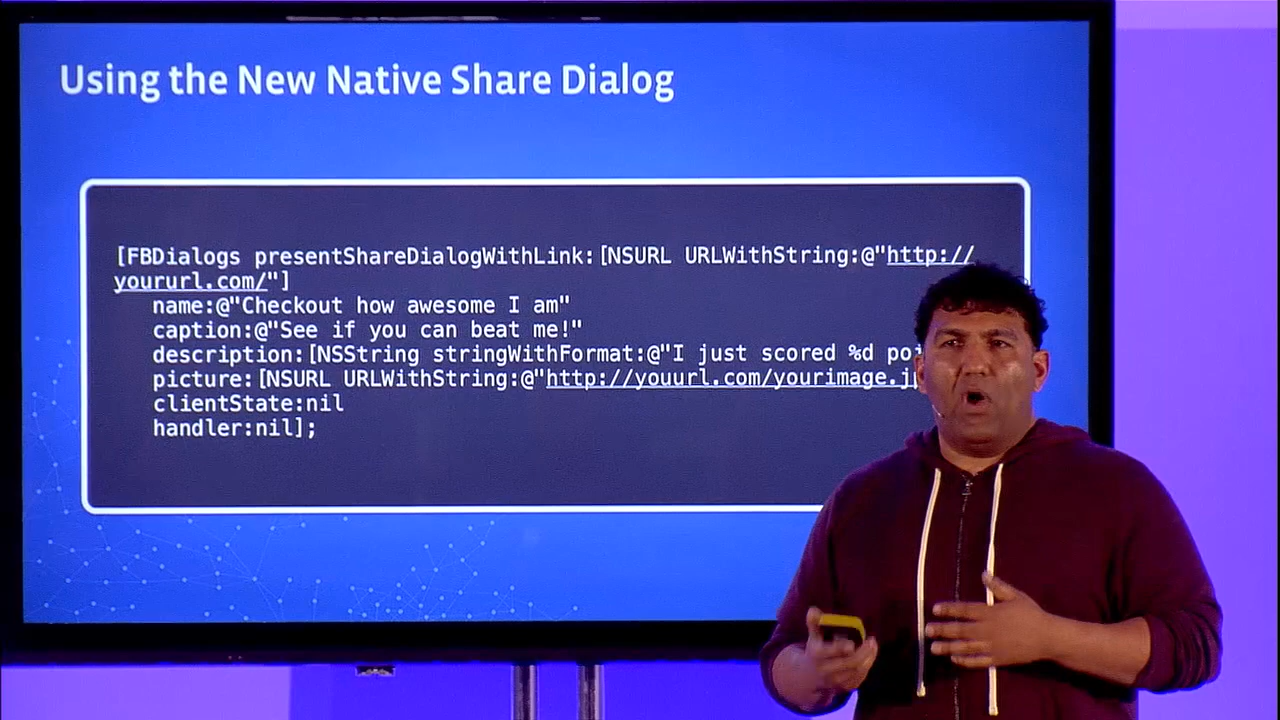 Using the New Native Share Dialog
[FBDialogs presentShareDialogWithLink:[NSURL URLWithString:@"http://
yoururl.com/"]
name:@"Checkout how awesome I am"
caption:@"See if you can beat me!"
description:[NSString stringWithFormat:@"I just scored %d
picture:[NSURL URLWithString:@"http://youurl.com/yourimage.
clientState:nil
handler:nil];